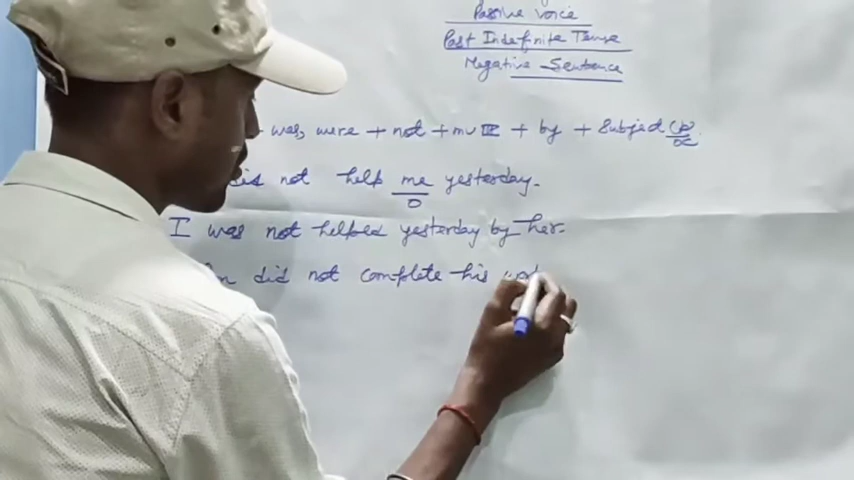 Passive Voice
Past Indefinite Tense
Negative Sentence
+ was, were + not + mv III + by + Subject (P)
did not help me yesterday.
O
I was not helped yesterday by her.
did not complete his